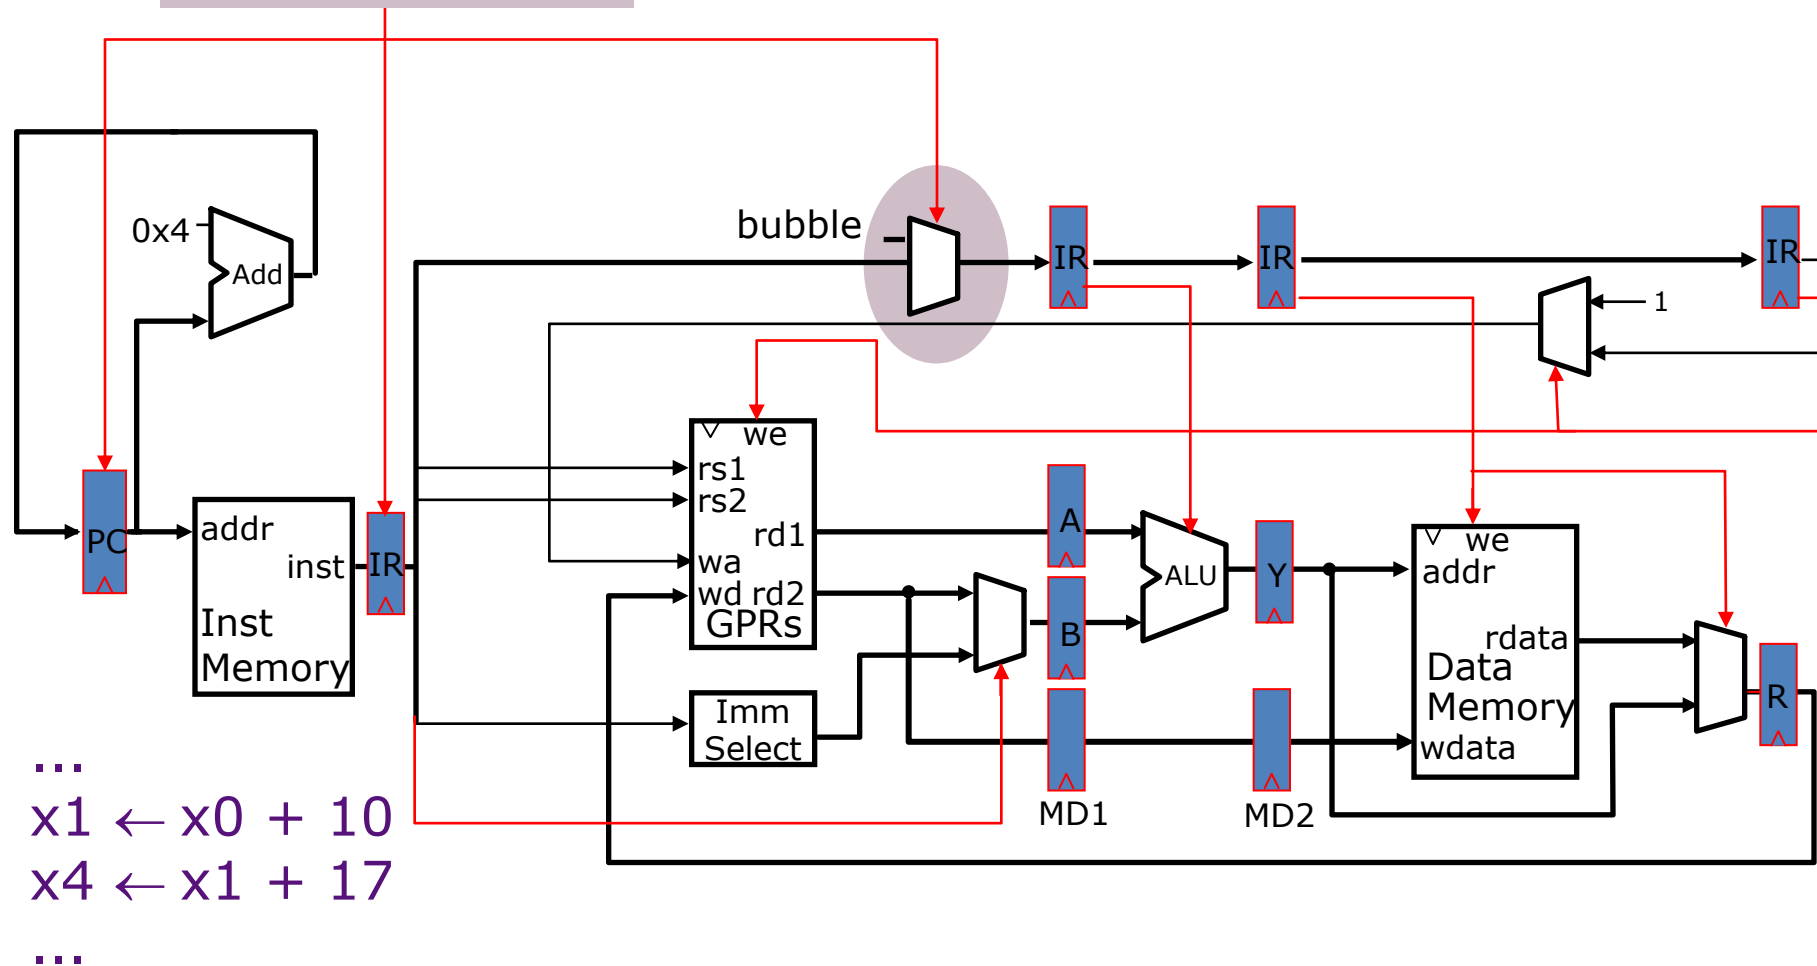 bubble
0x4
Add
IR
IR
IR
1
we
rs1
rs2
rd1
wa
wd rd2
GPRs
PC
addr
inst
Inst
Memory
IR
A
B
ALU
Y
we
addr
rdata
Data
Memory
wdata
R
Imm
Select
MD1
MD2
...
x1 ← x0 + 10
x4 ← x1 + 17
...